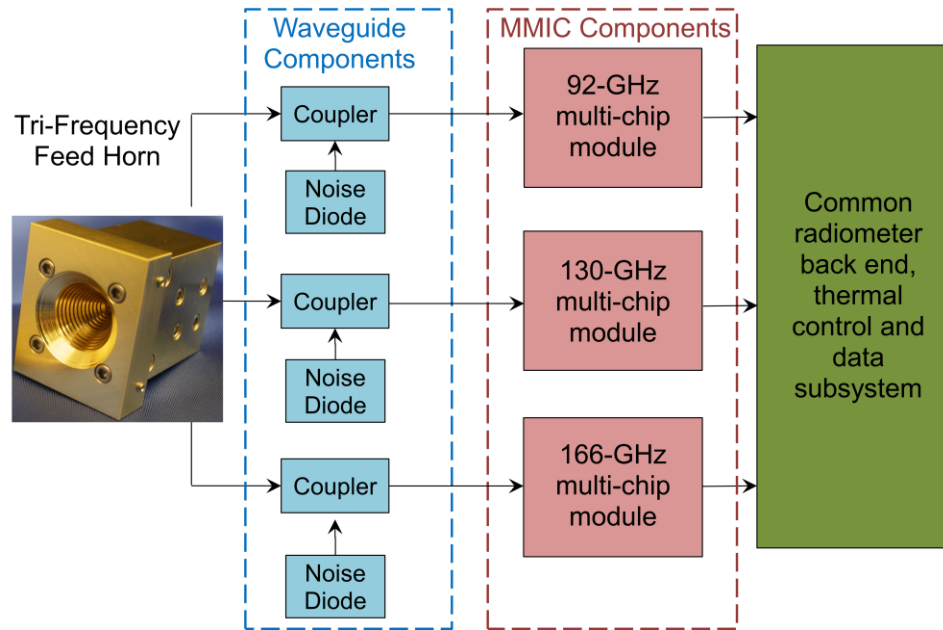 Waveguide
Components
MMIC Components
Tri-Frequency
Feed Horn
Coupler
Noise
Diode
92-GHz
multi-chip
module
Coupler
Noise
Diode
130-GHz
multi-chip
module
Coupler
Noise
Diode
166-GHz
multi-chip
module
Common
radiometer
back end,
thermal
control and
data
subsystem